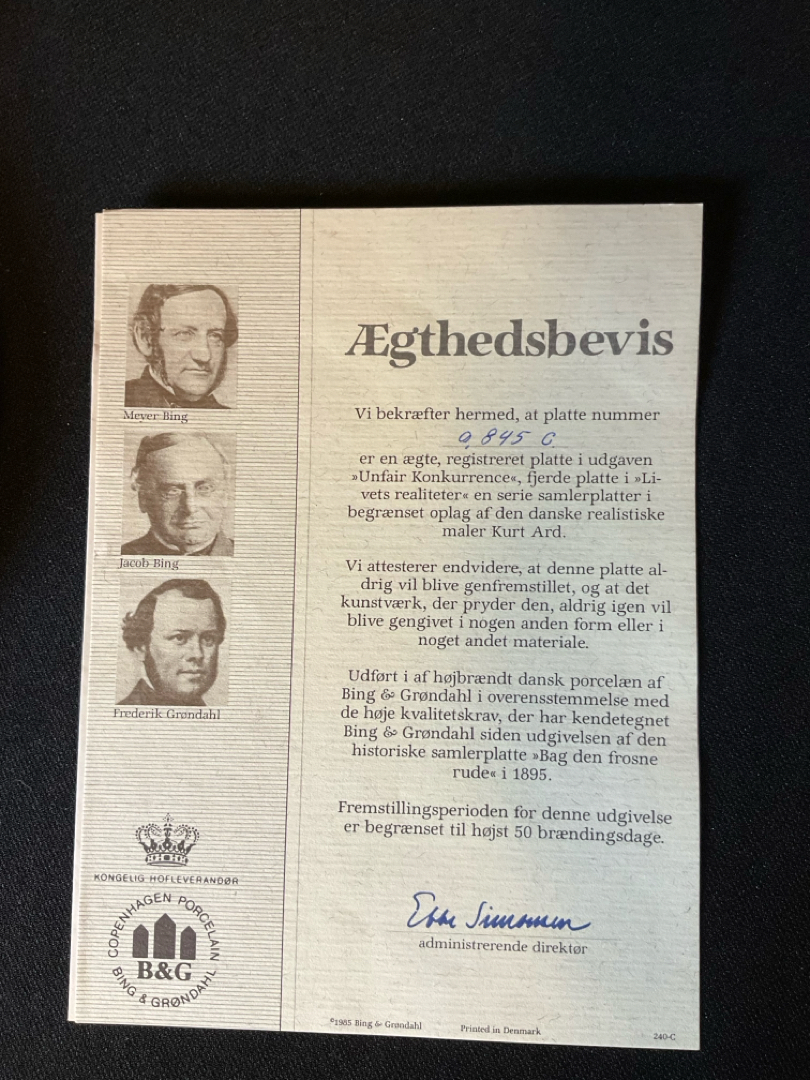 Meyer Bing
Jacob Bing
Frederik Grøndahl
KONGELIG HOFLEVERANDØR
COPENHAGEN PORCELAIN
B&G
BING & GRØNDAHL
Ægthedsbevis
Vi bekræfter hermed, at platte nummer
a, 845 C.
er en ægte, registreret platte i udgaven
»Unfair Konkurrence«, fjerde platte i »Li-
vets realiteter« en serie samlerplatter i
begrænset oplag af den danske realistiske
maler Kurt Ard.
Vi attesterer endvidere, at denne platte al-
drig vil blive genfremstillet, og at det
kunstværk, der pryder den, aldrig igen vil
blive gengivet i nogen anden form eller i
noget andet materiale.
Udført i af højbrændt dansk porcelæn af
Bing & Grøndahl i overensstemmelse med
de høje kvalitetskrav, der har kendetegnet
Bing & Grøndahl siden udgivelsen af den
historiske samlerplatte »Bag den frosne
rude« i 1895.
Fremstillingsperioden for denne udgivelse
er begrænset til højst 50 brændingsdage.
Ebbe Simonsen
administrerende direktør
©1985 Bing & Grøndahl
Printed in Denmark
240-C